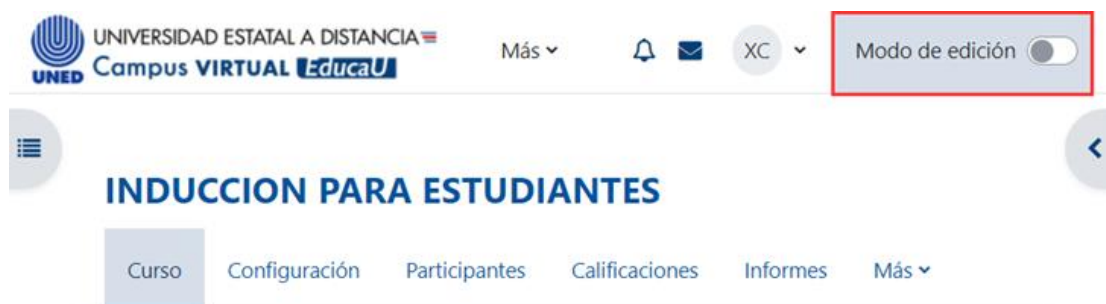 UNIVERSIDAD ESTATAL A DISTANCIA
UNED Campus VIRTUAL EducaU
Más
XC
Modo de edición
INDUCCION PARA ESTUDIANTES
Curso Configuración Participantes Calificaciones Informes Más